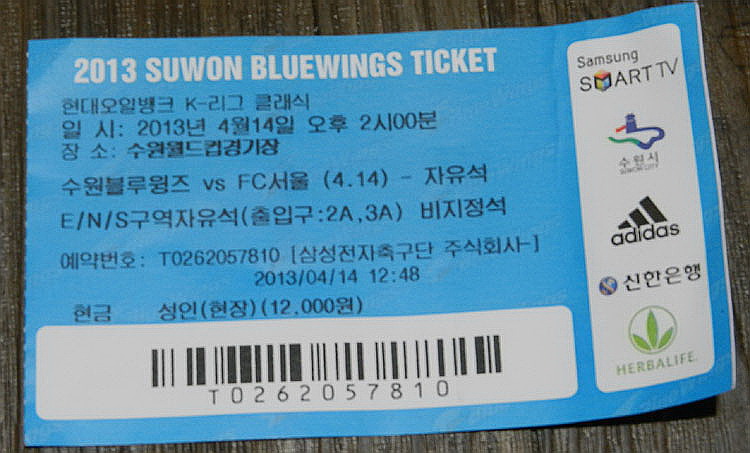 2013 SUWON BLUEWINGS TICKET
현대오일뱅크 K-리그 클래식
일 시: 2013년 4월14일 오후 2시00분
장 소: 수원월드컵경기장
수원블루윙즈 vs FC서울 (4.14) - 자유석
E/N/S구역자유석(출입구:2A,3A) 비지정석
예약번호: T0262057810 [삼성전자축구단 주식회사-]
2013/04/14 12:48
현금 성인(현장)(12,000원)
T0262057810
Samsung
SMART TV
수원시
SUWON CITY
adidas
신한은행
HERBALIFE.